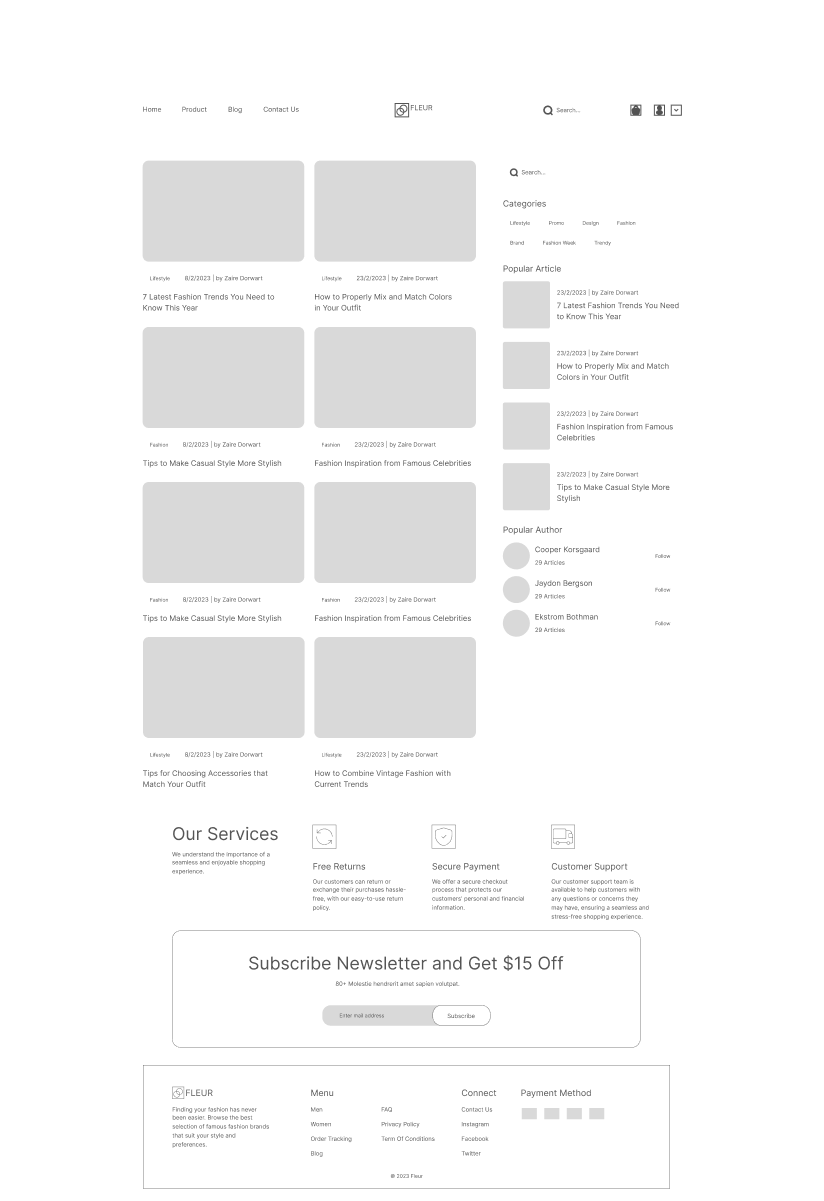 Home Product Blog Contact Us
FLEUR
Search...
Lifestyle 8/2/2023 | by Zaire Dorwart
7 Latest Fashion Trends You Need to
Know This Year
Lifestyle 23/2/2023 | by Zaire Dorwart
How to Properly Mix and Match Colors
in Your Outfit
Fashion 8/2/2023 | by Zaire Dorwart
Tips to Make Casual Style More Stylish
Fashion 23/2/2023 | by Zaire Dorwart
Fashion Inspiration from Famous Celebrities
Fashion 8/2/2023 | by Zaire Dorwart
Tips to Make Casual Style More Stylish
Fashion 23/2/2023 | by Zaire Dorwart
Fashion Inspiration from Famous Celebrities
Lifestyle 8/2/2023 | by Zaire Dorwart
Tips for Choosing Accessories that
Match Your Outfit
Lifestyle 23/2/2023 | by Zaire Dorwart
How to Combine Vintage Fashion with
Current Trends
Search...
Categories
Lifestyle Promo Design Fashion
Brand Fashion Week Trendy
Popular Article
23/2/2023 | by Zaire Dorwart
7 Latest Fashion Trends You Need
to Know This Year
23/2/2023 | by Zaire Dorwart
How to Properly Mix and Match
Colors in Your Outfit
23/2/2023 | by Zaire Dorwart
Fashion Inspiration from Famous
Celebrities
23/2/2023 | by Zaire Dorwart
Tips to Make Casual Style More
Stylish
Popular Author
Cooper Korsgaard
29 Articles
Follow
Jaydon Bergson
29 Articles
Follow
Ekstrom Bothman
29 Articles
Follow
Our Services
We understand the importance of a
seamless and enjoyable shopping
experience.
Free Returns
Our customers can return or
exchange their purchases hassle-
free, with our easy-to-use return
policy.
Secure Payment
We offer a secure checkout
process that protects our
customers' personal and financial
information.
Customer Support
Our customer support team is
available to help customers with
any questions or concerns they
may have, ensuring a seamless and
stress-free shopping experience.
Subscribe Newsletter and Get $15 Off
80+ Molestie hendrerit amet sapien volutpat.
Enter mail address
Subscribe
FLEUR
Finding your fashion has never
been easier. Browse the best
selection of famous fashion brands
that suit your style and
preferences.
Menu
Men
Women
Order Tracking
Blog
FAQ
Privacy Policy
Term Of Conditions
Connect
Contact Us
Instagram
Facebook
Twitter
Payment Method
© 2023 Fleur